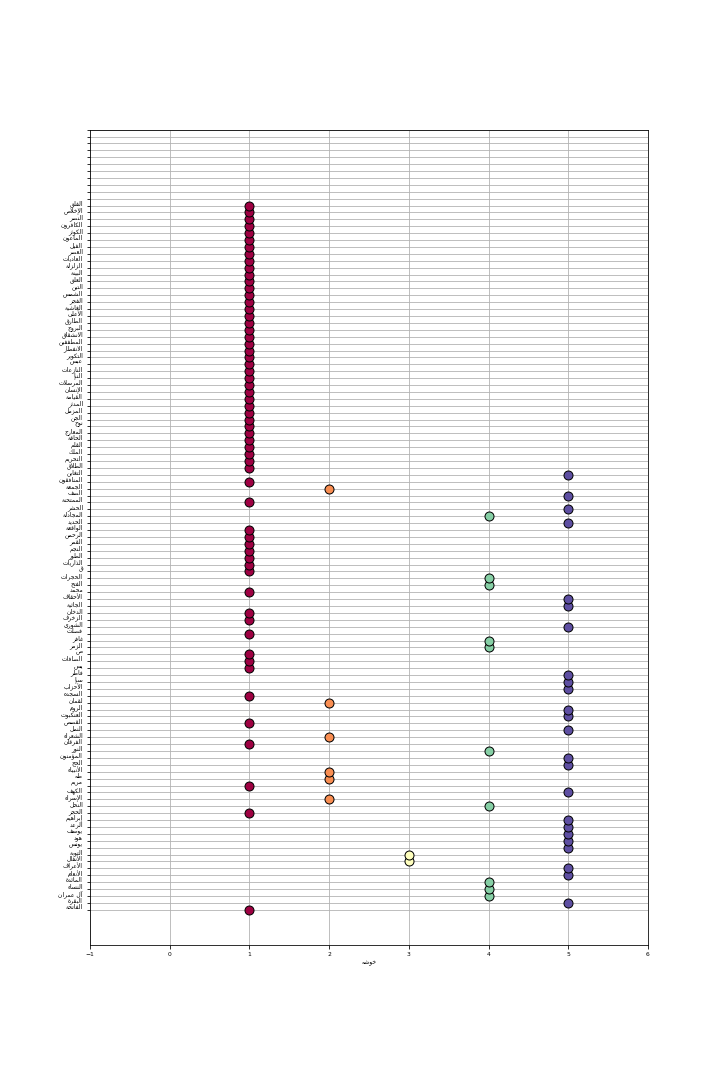 الفلق
الإخلاص
النصر
الكافرون
الكوثر
الماعون
الفيل
العصر
العاديات
الزلزلة
البينة
العلق
التين
الشمس
الفجر
الغاشية
الأعلى
الطارق
البروج
الانشقاق
المطففين
الانفطار
التكوير
عبس
النازعات
النبأ
المرسلات
الإنسان
القيامة
المدثر
المزمل
الجن
نوح
المعارج
الحاقة
القلم
الملك
التحريم
الطلاق
التغابن
المنافقون
الجمعة
الصف
الممتحنة
الحشر
المجادلة
الحديد
الواقعة
الرحمن
القمر
النجم
الطور
الذاريات
ق
الحجرات
الفتح
محمد
الأحقاف
الجاثية
الدخان
الزخرف
الشورى
فصلت
غافر
الزمر
ص
الصافات
يس
فاطر
سبأ
الأحزاب
السجدة
لقمان
الروم
العنكبوت
القصص
النمل
الشعراء
الفرقان
النور
المؤمنون
الحج
الأنبياء
طه
مريم
الكهف
الإسراء
النحل
الحجر
إبراهيم
الرعد
يوسف
هود
يونس
التوبة
الأنفال
الأعراف
الأنعام
المائدة
النساء
آل عمران
البقرة
الفاتحة
−1 0 1 2 3 4 5 6
خوشه